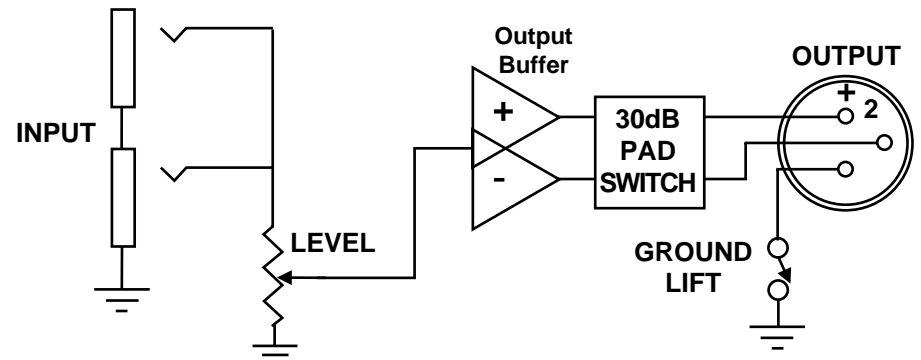 INPUT
LEVEL
Output
Buffer
+
-
30dB
PAD
SWITCH
OUTPUT
+ 2
GROUND
LIFT